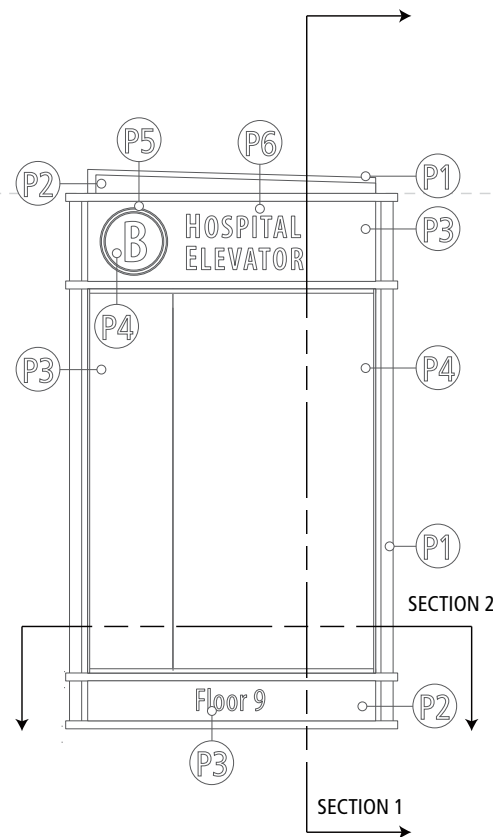 P5
P6
P2
P1
B
HOSPITAL
ELEVATOR
P3
P4
P3
P4
P1
SECTION 2
Floor 9
P2
P3
SECTION 1